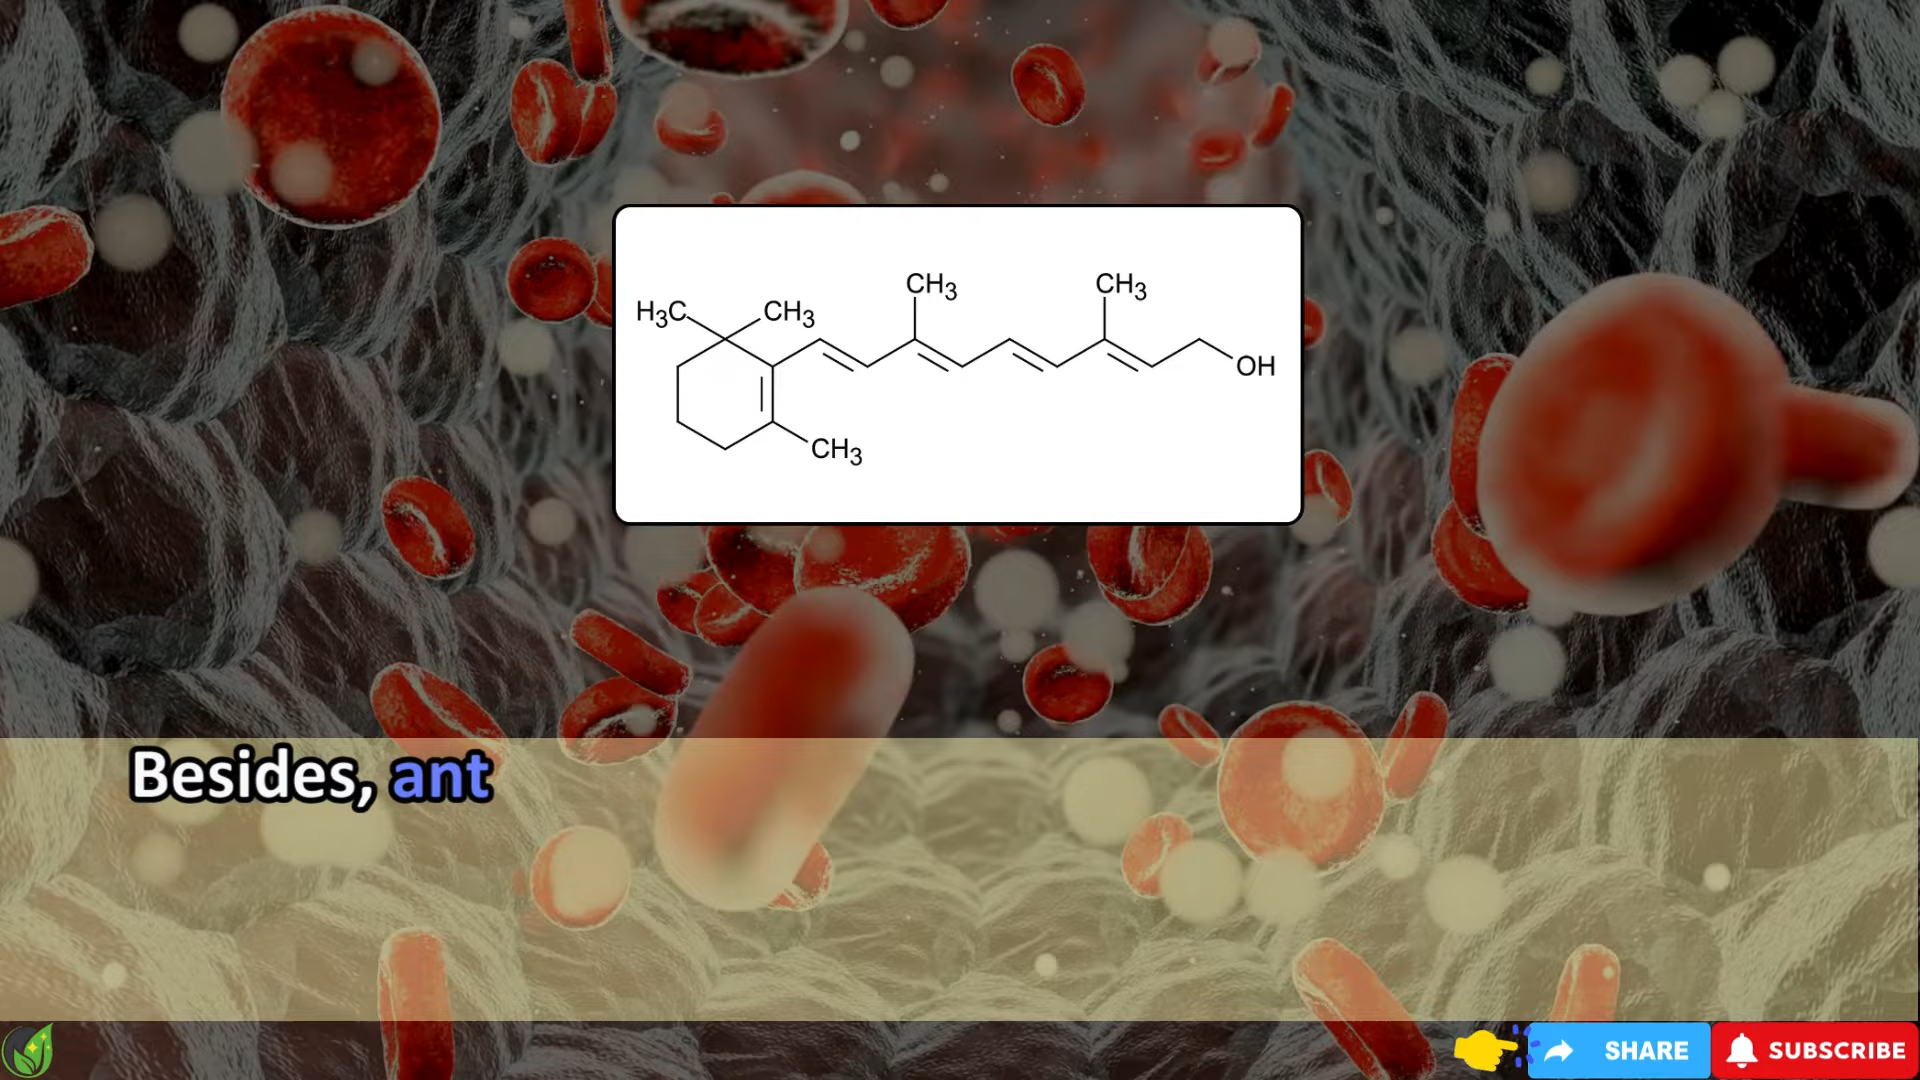 CH3
CH3
H3C
CH3
OH
CH3
Besides, ant
SHARE
SUBSCRIBE